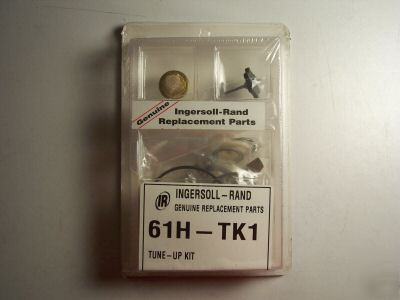 Genuine
Ingersoll-Rand
Replacement Parts
IR
INGERSOLL-RAND
GENUINE REPLACEMENT PARTS
61H-TK1
TUNE-UP KIT